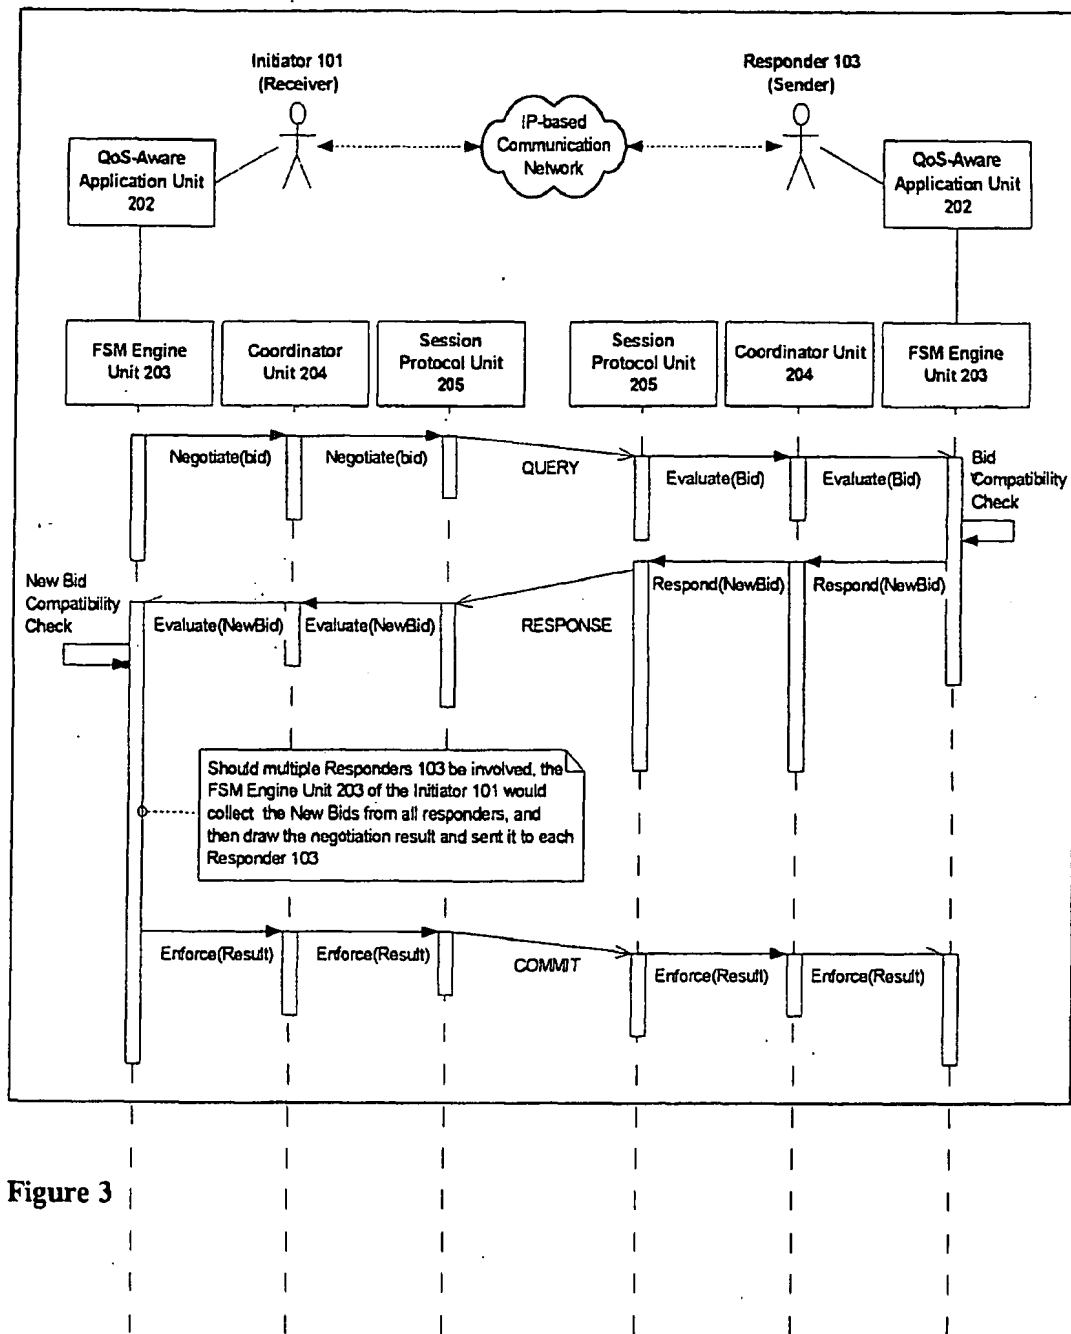 Initiator 101
(Receiver)
Responder 103
(Sender)
IP-based
Communication
Network
QoS-Aware
Application Unit
202
QoS-Aware
Application Unit
202
FSM Engine
Unit 203
Coordinator
Unit 204
Session
Protocol Unit
205
Session
Protocol Unit
205
Coordinator Unit
204
FSM Engine
Unit 203
Negotiate(bid)
Negotiate(bid)
QUERY
Evaluate(Bid)
Evaluate(Bid)
Bid
Compatibility
Check
Respond(NewBid)
Respond(NewBid)
New Bid
Compatibility
Check
Evaluate(NewBid)
Evaluate(NewBid)
RESPONSE
Should multiple Responders 103 be involved, the
FSM Engine Unit 203 of the Initiator 101 would
collect the New Bids from all responders, and
then draw the negotiation result and sent it to each
Responder 103
Enforce(Result)
Enforce(Result)
COMMIT
Enforce(Result)
Enforce(Result)
Figure 3